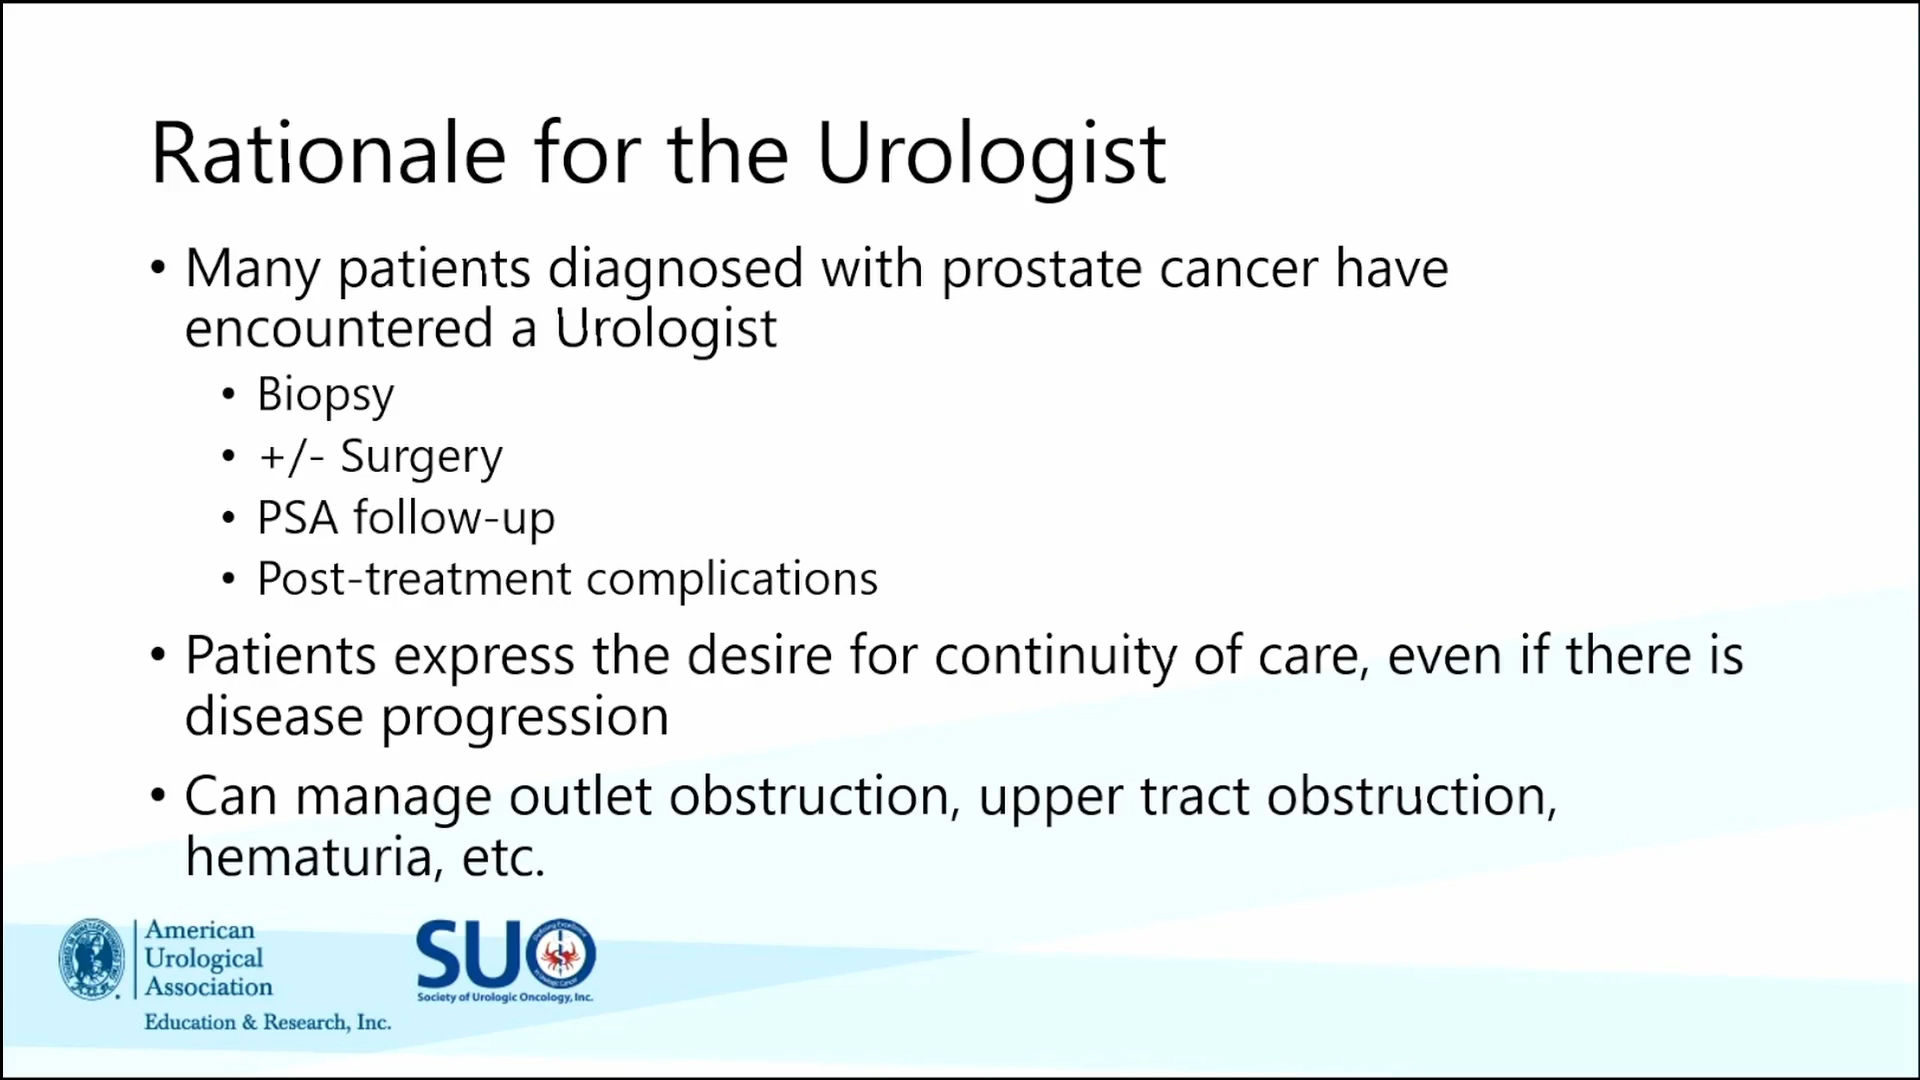 Rationale for the Urologist
• Many patients diagnosed with prostate cancer have
encountered a Urologist
• Biopsy
• +/- Surgery
• PSA follow-up
• Post-treatment complications
• Patients express the desire for continuity of care, even if there is
disease progression
• Can manage outlet obstruction, upper tract obstruction,
hematuria, etc.
American
Urological
Association
Education & Research, Inc.
SUO
Society of Urologic Oncology, Inc.